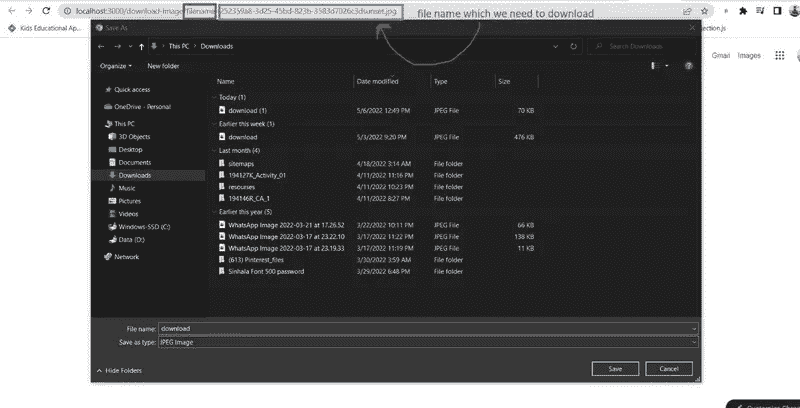 localhost:3000/download-image filename 252359a8-3d25-45bd-823b-3583d7026c3dsunset.jpg file name which we need to download
Kids Educational Ap... ction.js
Save As
Gmail Images
This PC Downloads Search Downloads
Organize New folder
Name Date modified Type Size
Quick access
Today (1)
OneDrive - Personal
download (1) 5/6/2022 12:49 PM JPEG File 70 KB
This PC
Earlier this week (1)
3D Objects
download 5/3/2022 9:20 PM JPEG File 476 KB
Desktop
Last month (4)
Documents
sitemaps 4/18/2022 3:14 AM File folder
Downloads
194127K_Activity_01 4/11/2022 11:16 PM File folder
Music
resourses 4/11/2022 10:23 PM File folder
Pictures
194146R_CA_1 4/11/2022 8:27 PM File folder
Videos
Earlier this year (5)
Windows-SSD (C:)
WhatsApp Image 2022-03-21 at 17.26.52 3/22/2022 10:11 PM JPEG File 66 KB
Data (D:)
WhatsApp Image 2022-03-17 at 23.22.10 3/17/2022 11:22 PM JPEG File 138 KB
WhatsApp Image 2022-03-17 at 23.19.33 3/17/2022 11:19 PM JPEG File 11 KB
Network
(613) Pinterest_files 3/30/2022 3:59 AM File folder
Sinhala Font 500 password 3/29/2022 6:48 PM File folder
File name: download
Save as type: JPEG Image
Hide Folders Save Cancel